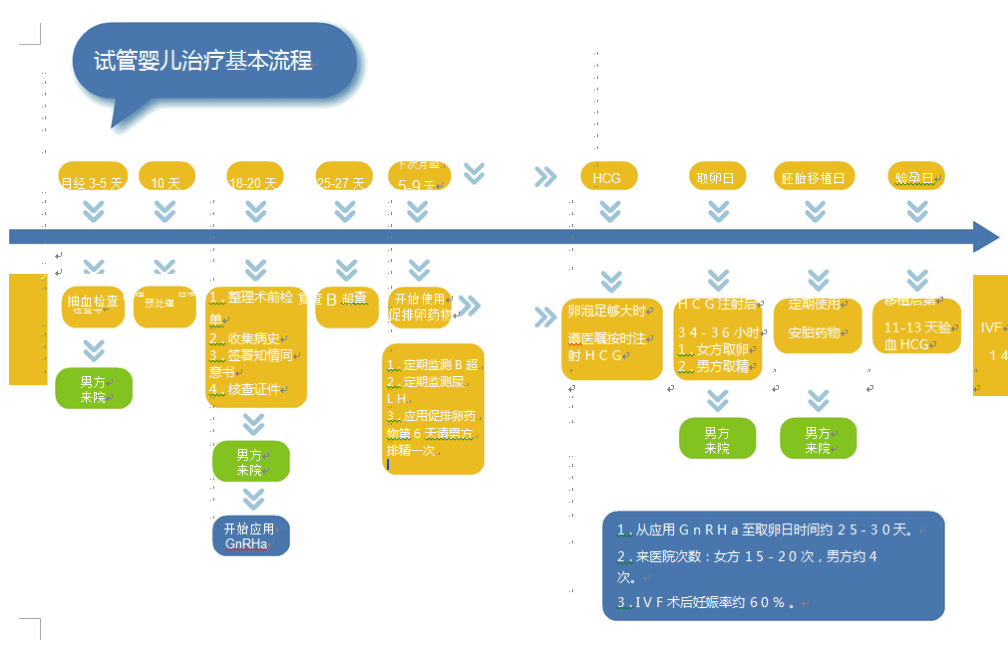 试管婴儿治疗基本流程
月经 3-5 天
10 天
18-20 天
25-27 天
下次月经
5-9 天
HCG
取卵日
胚胎移植日
验孕日
抽血检查
预处理
1．整理术前检
单
2．收集病史
3．签署知情同
意书
4．核查证件
复查 B 超查
开始使用
促排卵药物
卵泡足够大时
遵医嘱按时注
射 HCG
HCG 注射后
34-36 小时
1．女方取卵
2．男方取精
定期使用
安胎药物
移植后第
11-13 天验
血 HCG
IVF
14
男方
来院
1．定期监测 B 超
2．定期监测尿
LH
3．应用促排卵药
物第 6 天请男方
排精一次
男方
来院
男方
来院
男方
来院
开始应用
GnRHa
1．从应用 GnRHa 至取卵日时间约 25-30 天。
2．来医院次数：女方 15-20 次，男方约 4
次。
3．IVF 术后妊娠率约 60%。